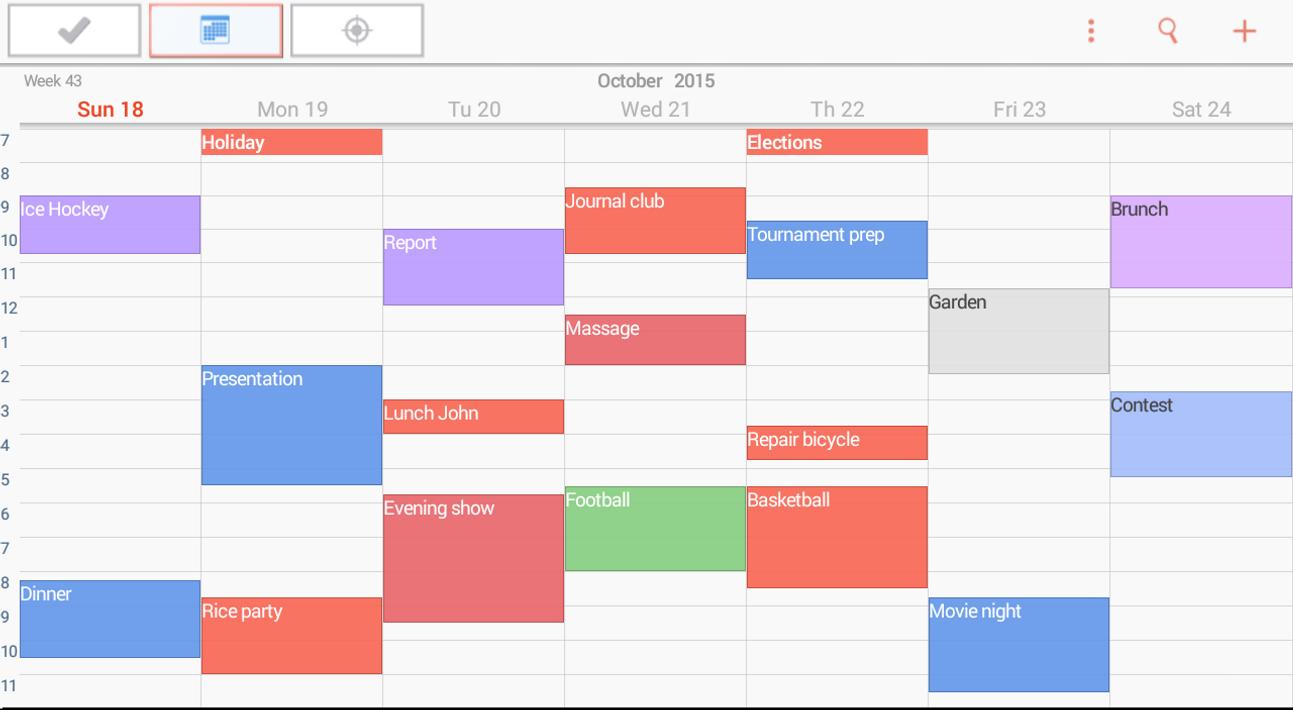 Week 43
October 2015
Sun 18 Mon 19 Tu 20 Wed 21 Th 22 Fri 23 Sat 24
7
Holiday Elections
8
Journal club
9
Ice Hockey Brunch
Tournament prep
10
Report
11
Garden
12
Massage
1
2
Presentation
Contest
3
Lunch John
Repair bicycle
4
5
Football Basketball
Evening show
6
7
8
Dinner
Rice party Movie night
9
10
11